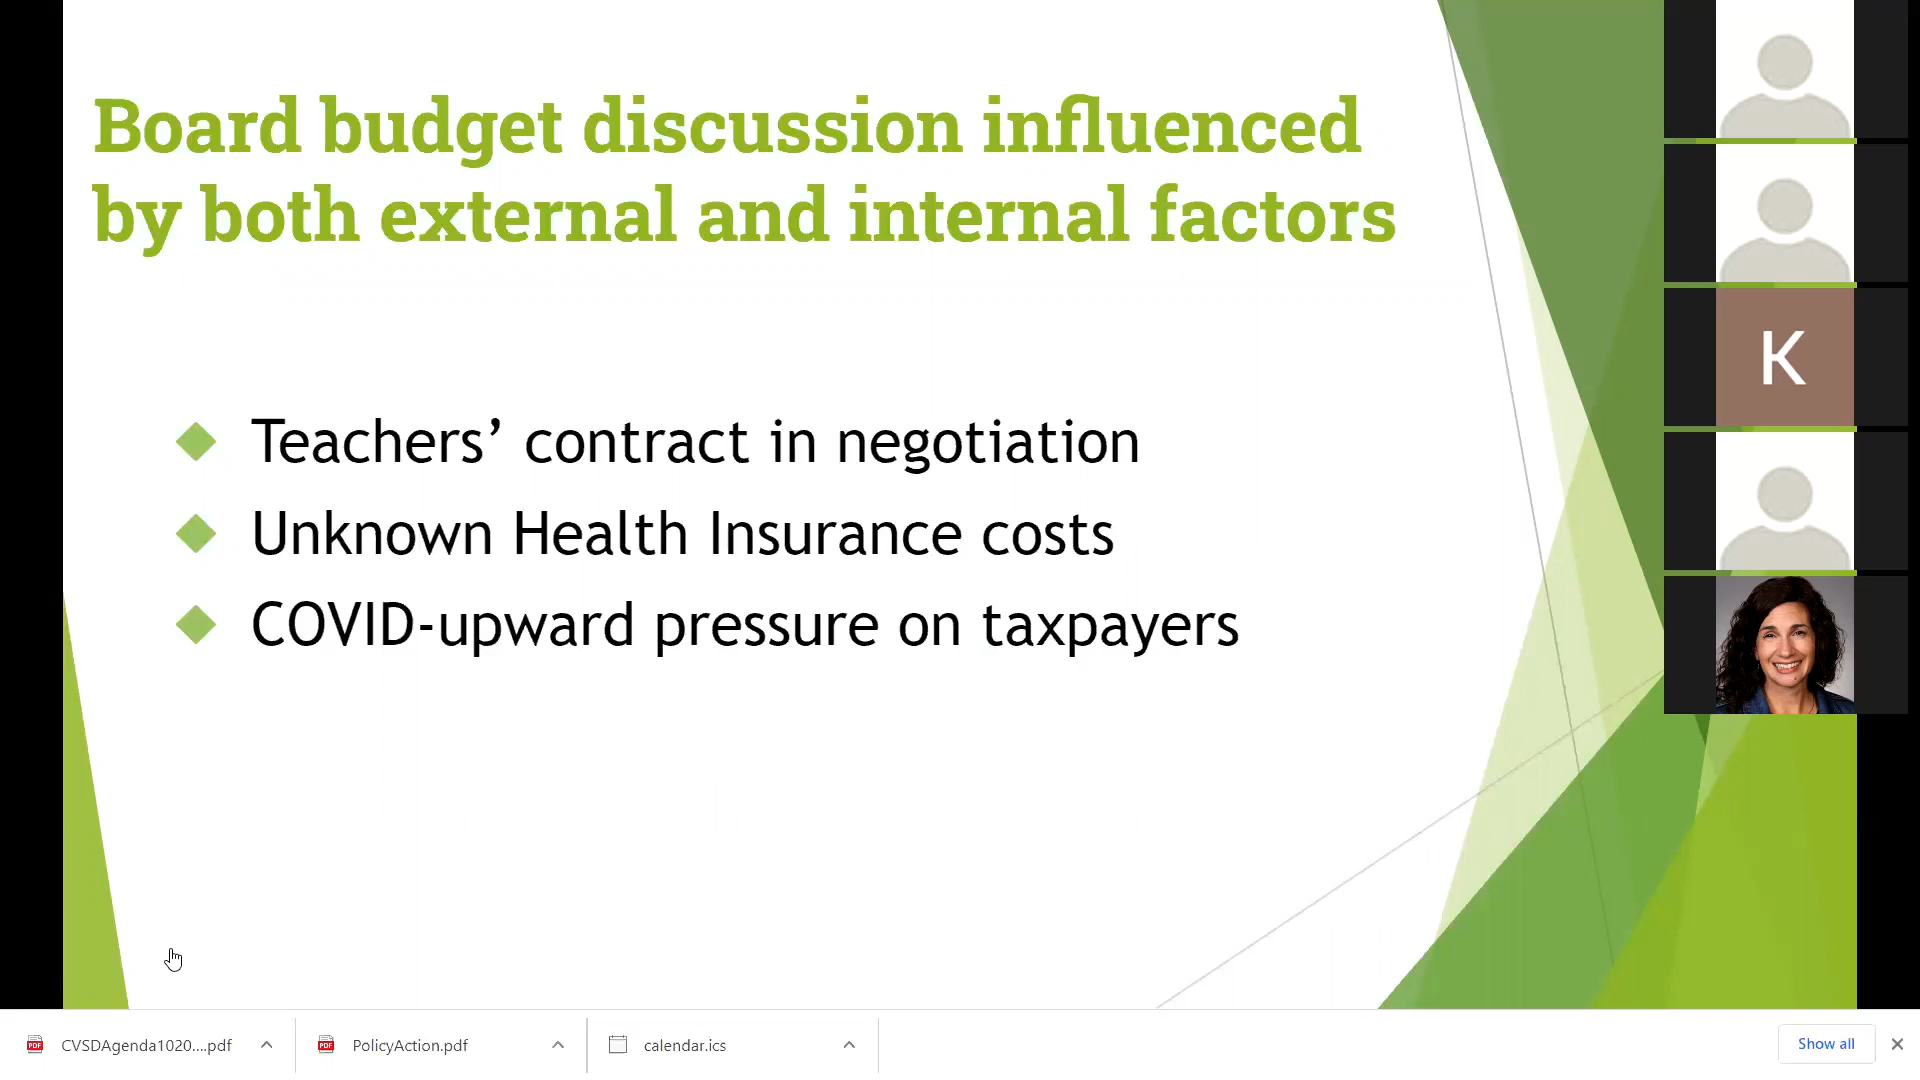 Board budget discussion influenced
by both external and internal factors
Teachers’ contract in negotiation
Unknown Health Insurance costs
COVID-upward pressure on taxpayers
K
CVSDAgenda1020....pdf
PolicyAction.pdf
calendar.ics
Show all